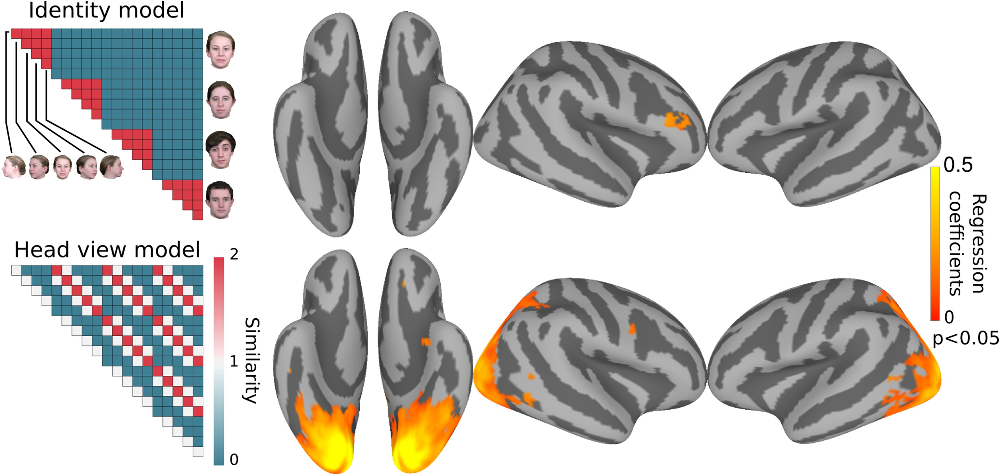 Identity model
Head view model
2
1
0
Similarity
0.5
0
Regression
coefficients
p<0.05